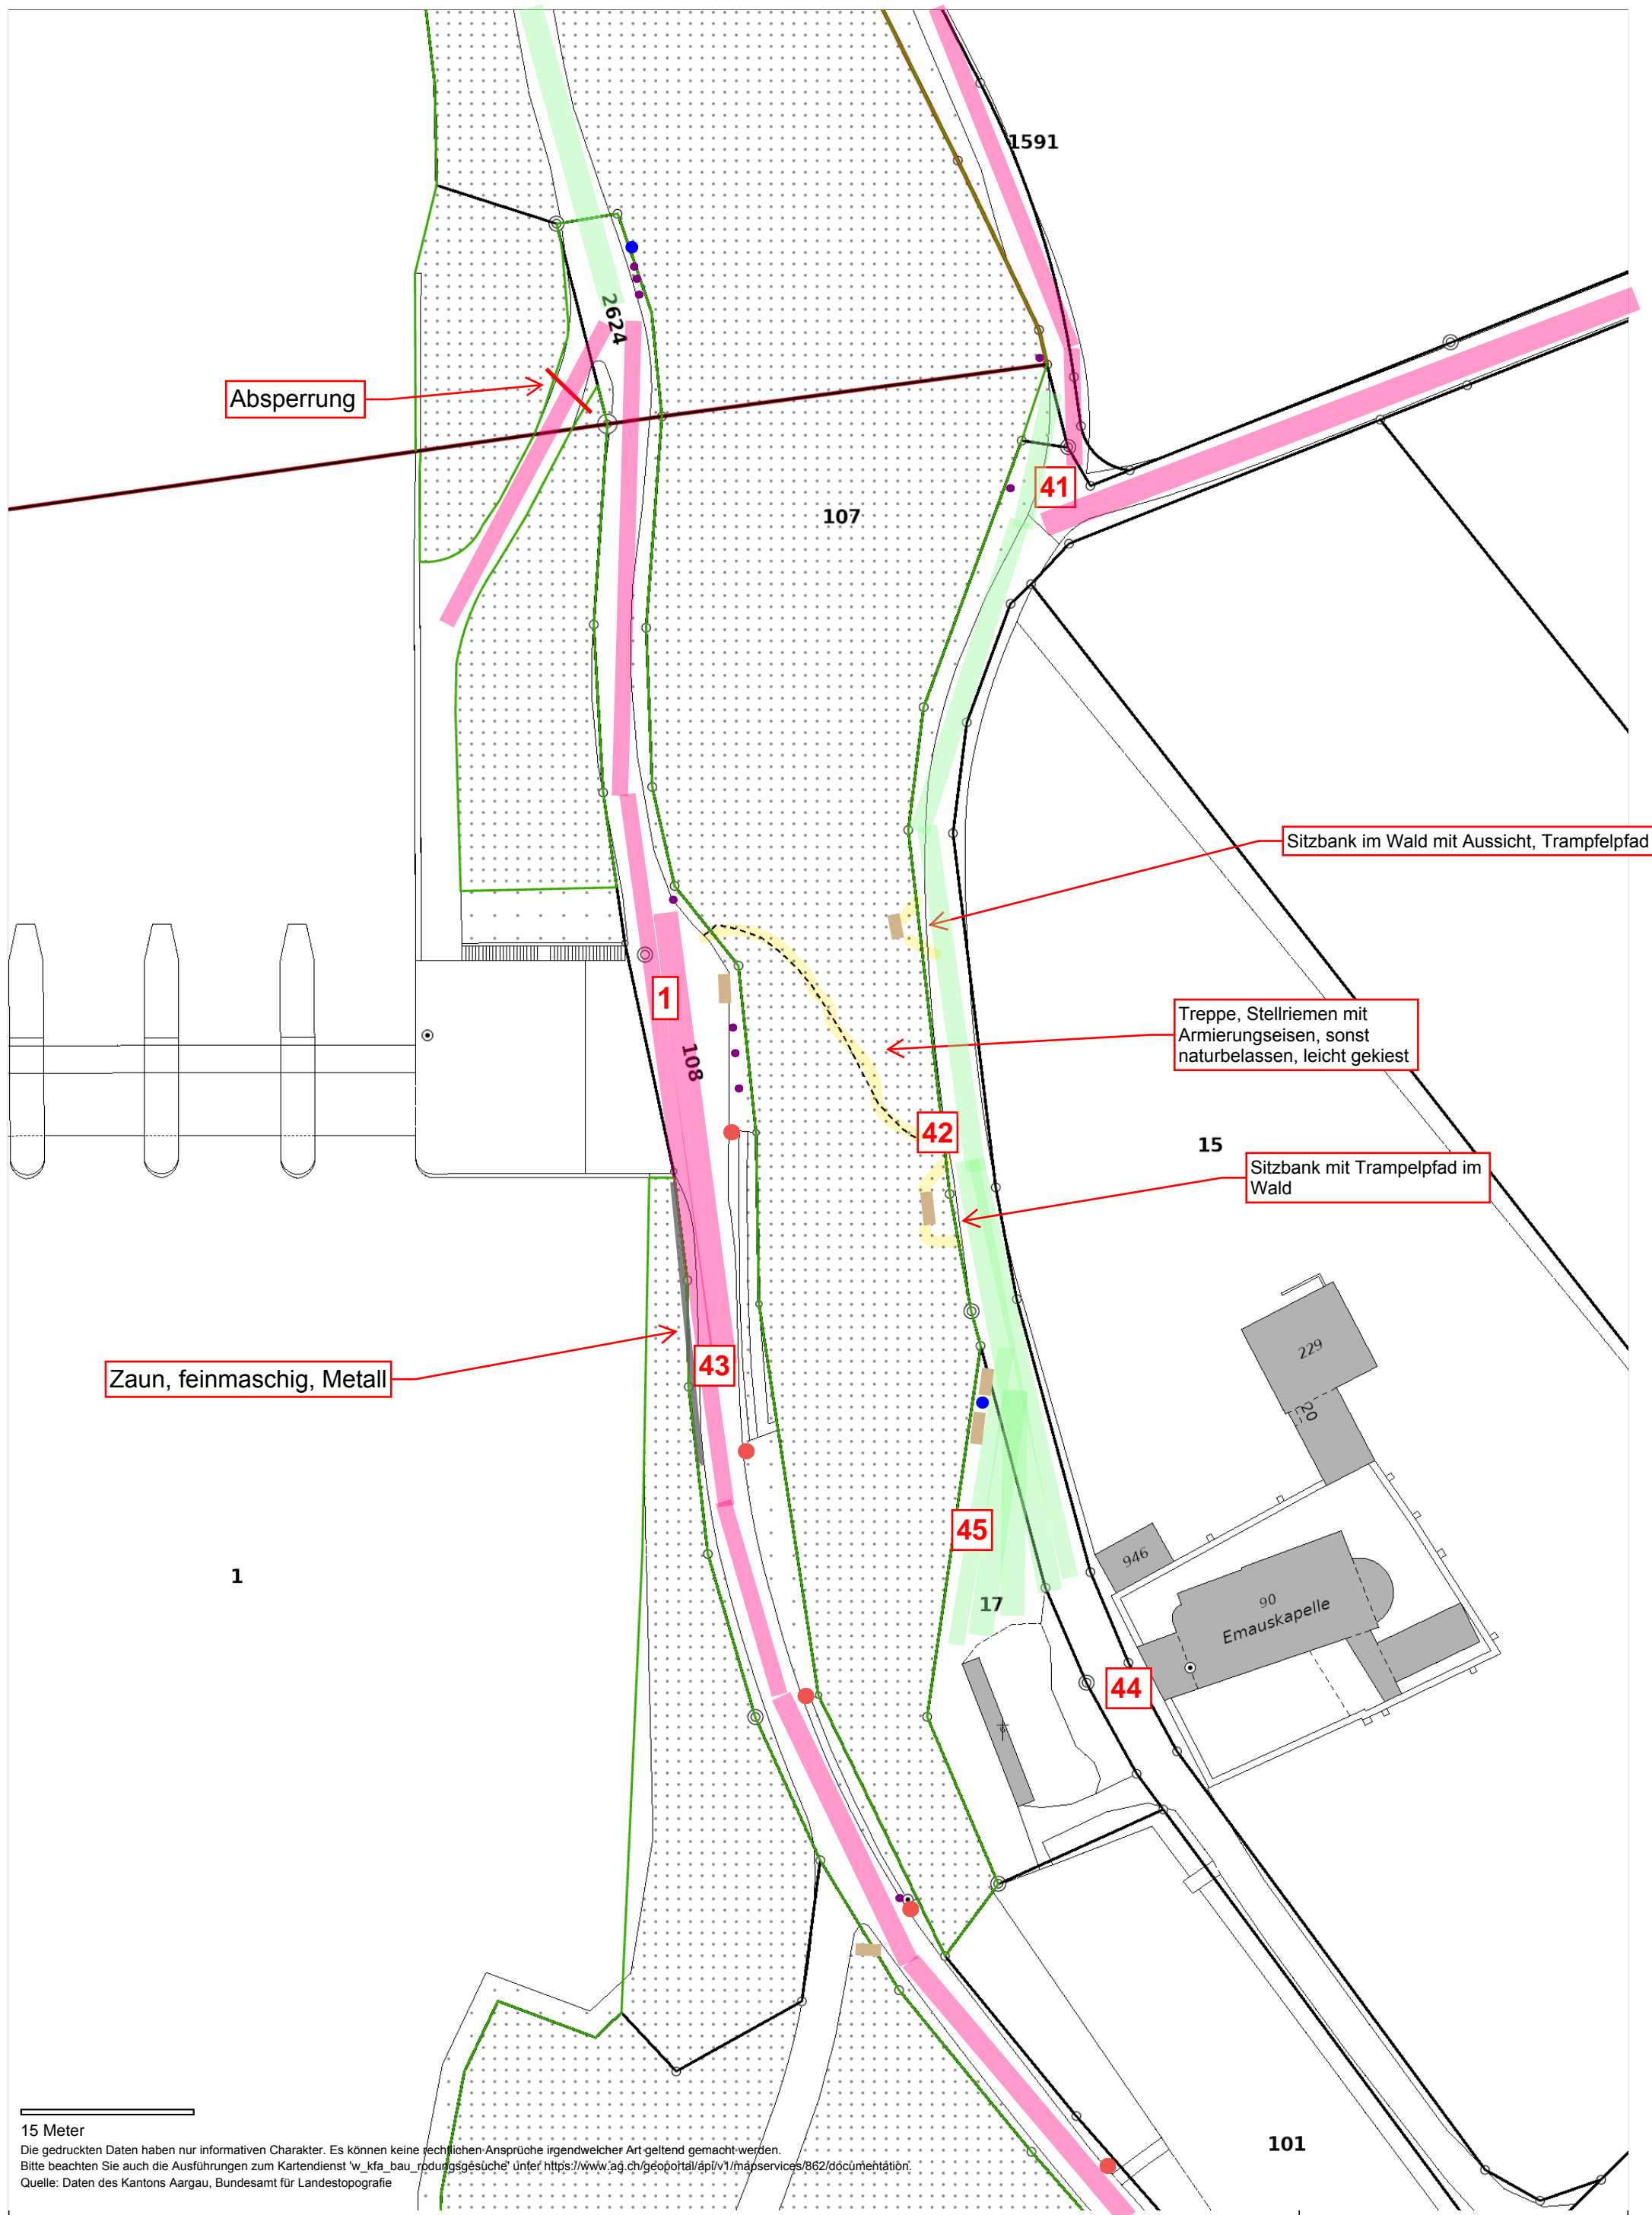 1591
2624
Absperrung
41
107
Sitzbank im Wald mit Aussicht, Trampfelpfad
1
Treppe, Stellriemen mit
Armierungseisen, sonst
naturbelassen, leicht gekiest
108
42
15
Sitzbank mit Trampelpfad im
Wald
229
Zaun, feinmaschig, Metall
43
20
45
946
1
17
90
Emauskapelle
44
15 Meter
101
Die gedruckten Daten haben nur informativen Charakter. Es können keine rechtlichen Ansprüche irgendwelcher Art geltend gemacht werden.
Bitte beachten Sie auch die Ausführungen zum Kartendienst 'w_kfa_bau_rodungsgesuche' unter https://www.ag.ch/geoportal/api/v1/mapservices/862/documentation.
Quelle: Daten des Kantons Aargau, Bundesamt für Landestopografie